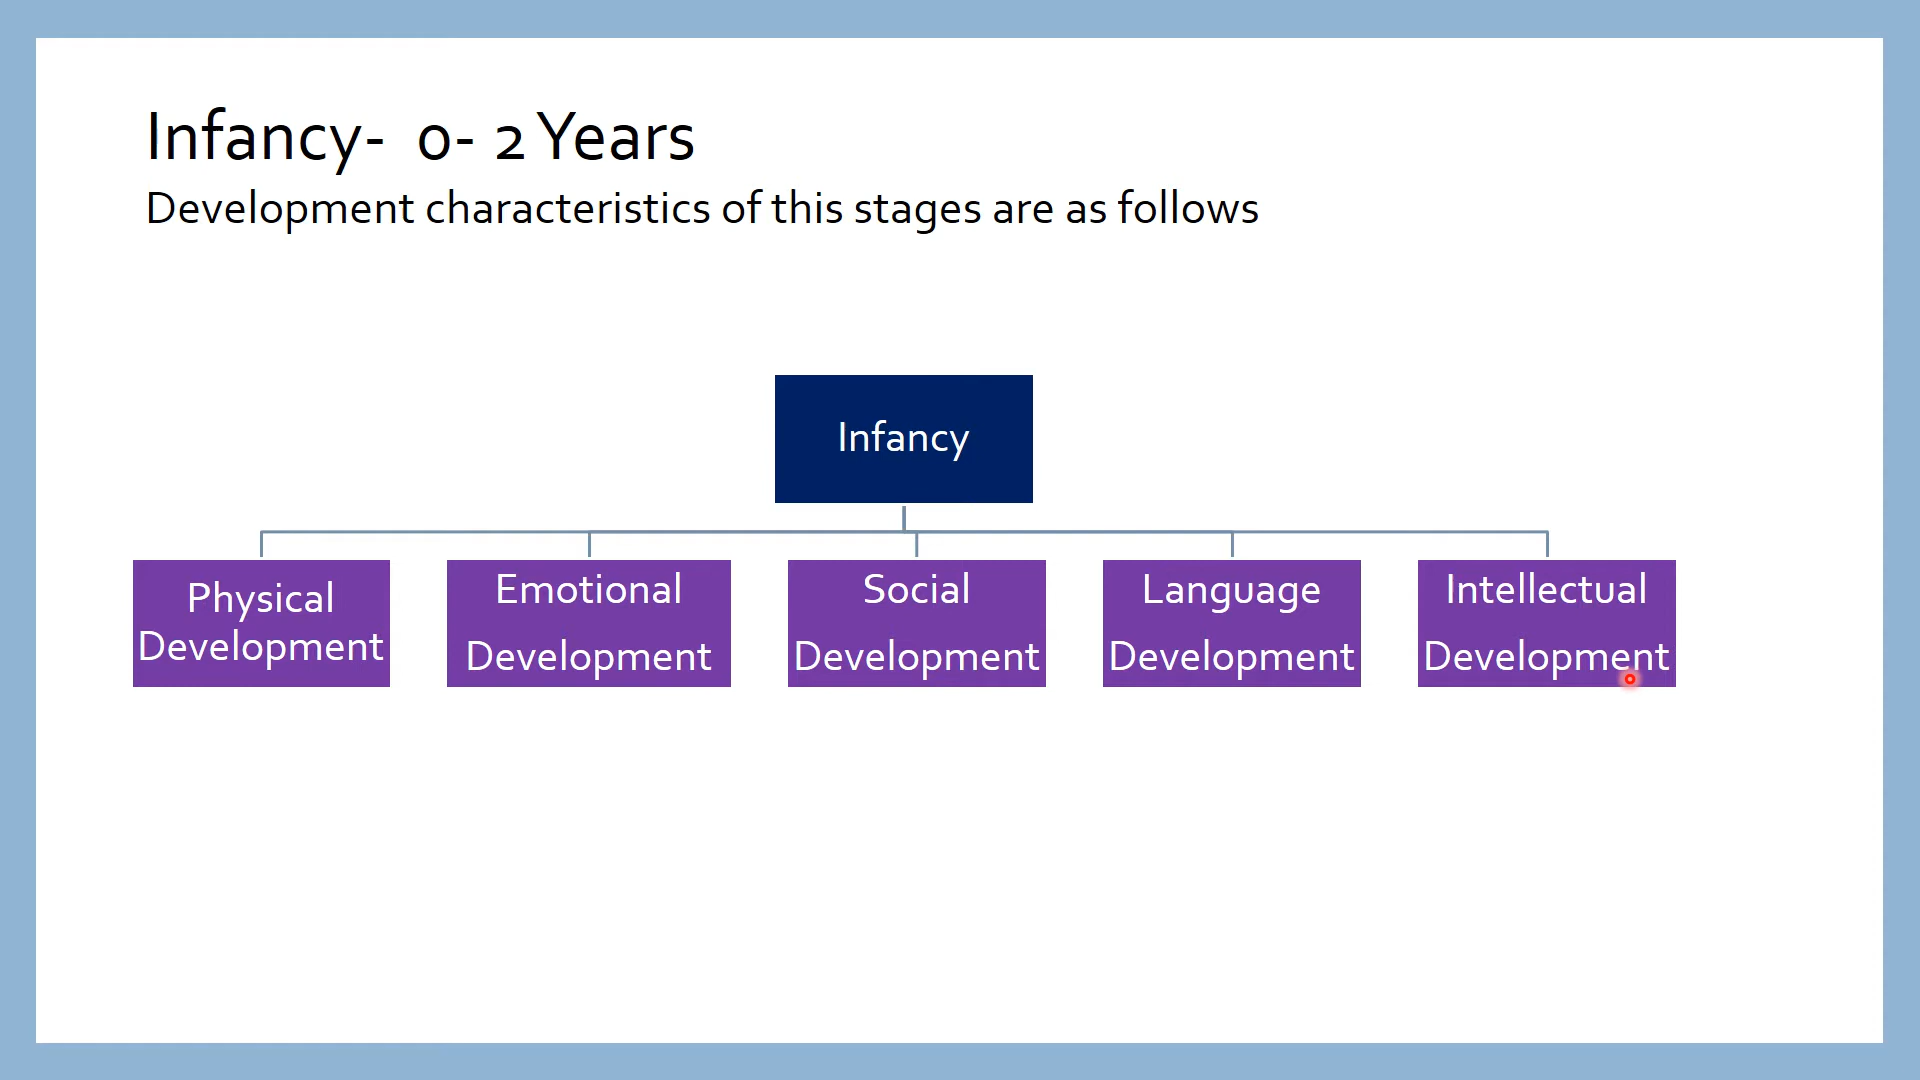 Infancy- 0- 2 Years
Development characteristics of this stages are as follows
Infancy
Physical
Development
Emotional
Development
Social
Development
Language
Development
Intellectual
Development